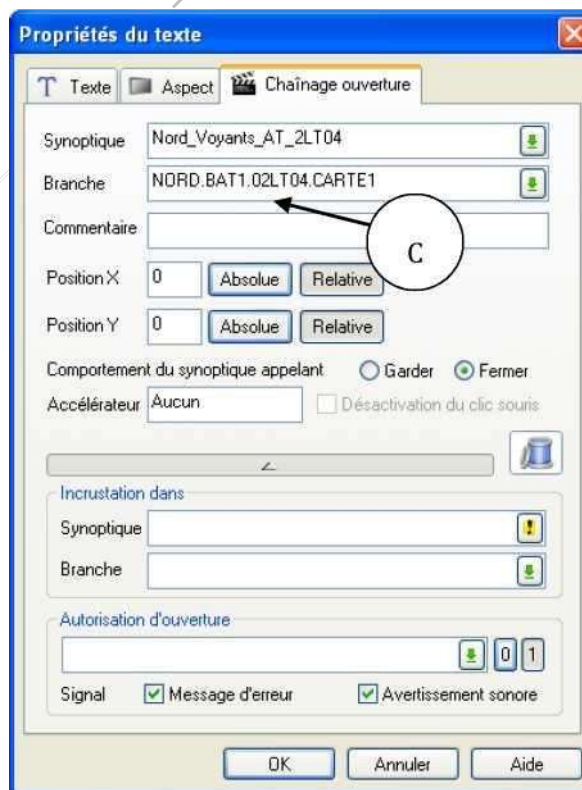 Propriétés du texte
Texte Aspect Chaînage ouverture
Synoptique Nord_Voyants_AT_2LT04
Branche NORD.BAT1.02LT04.CARTE1
Commentaire
C
Position X 0 Absolue Relative
Position Y 0 Absolue Relative
Comportement du synoptique appelant Garder Fermer
Accélérateur Aucun Désactivation du clic souris
Incrustation dans
Synoptique
Branche
Autorisation d'ouverture
0 1
Signal Message d'erreur Avertissement sonore
OK Annuler Aide